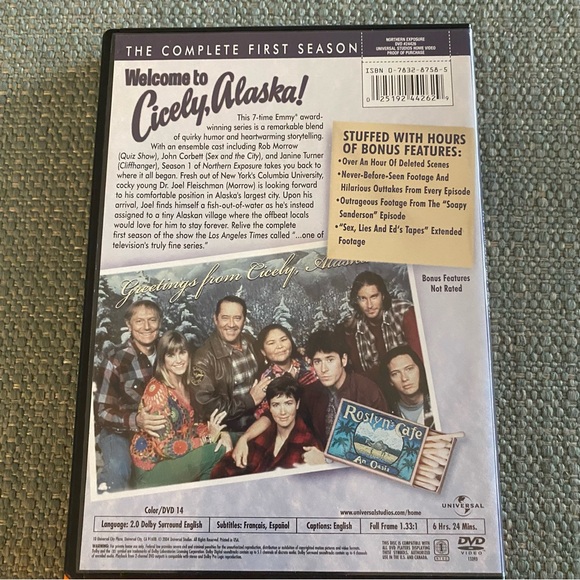 THE COMPLETE FIRST SEASON
NORTHERN EXPOSURE
UNIVERSAL STUDIOS HOME VIDEO
PROOF OF PURCHASE
ISBN 0-7832-8758-5
25192 44262
Welcome to
Cicely, Alaska!
This 7-time Emmy® award-
winning series is a remarkable blend
of quirky humor and heartwarming storytelling.
With an ensemble cast including Rob Morrow
(Quiz Show), John Corbett (Sex and the City), and Janine Turner
(Cliffhanger), Season 1 of Northern Exposure takes you back to
where it all began. Fresh out of New York's Columbia University,
cocky young Dr. Joel Fleischman (Morrow) is looking forward
to his comfortable position in Alaska's largest city. Upon his
arrival, Joel finds himself a fish-out-of-water as he's instead
assigned to a tiny Alaskan village where the offbeat locals
would love for him to stay forever. Relive the complete
first season of the show the Los Angeles Times called "...one of
television's truly fine series."
STUFFED WITH HOURS
OF BONUS FEATURES:
•Over An Hour Of Deleted Scenes
•Never-Before-Seen Footage And
Hilarious Outtakes From Every Episode
•Outrageous Footage From The "Soapy
Sanderson" Episode
•"Sex, Lies And Ed's Tapes" Extended
Footage
Bonus Features
Not Rated
Greetings from Cicely, Alaska
Roslyn's Cafe
An Oasis
Color/DVD 14
www.universalstudios.com/home
UNIVERSAL
Language: 2.0 Dolby Surround English
Subtitles: Français, Español
Captions: English
Full Frame 1.33:1
6 Hrs. 24 Mins.
DVD
VIDEO